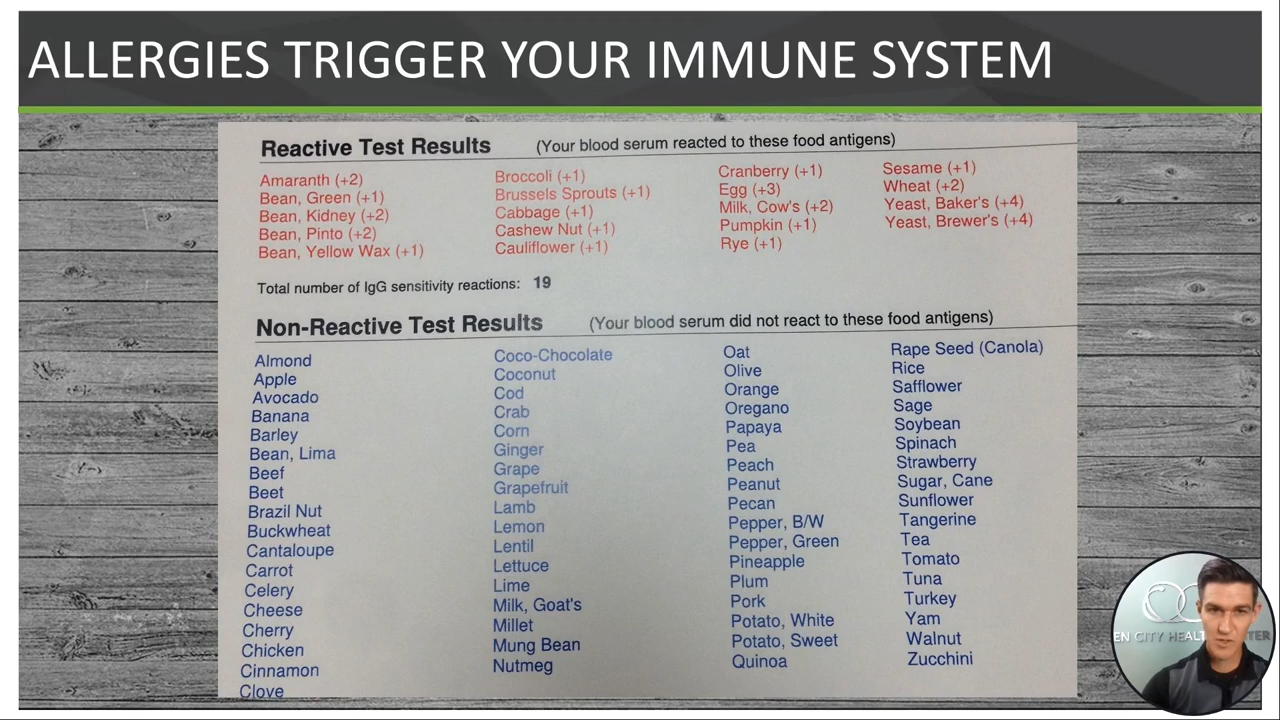 ALLERGIES TRIGGER YOUR IMMUNE SYSTEM
Reactive Test Results (Your blood serum reacted to these food antigens)
Amaranth (+2)
Bean, Green (+1)
Bean, Kidney (+2)
Bean, Pinto (+2)
Bean, Yellow Wax (+1)
Broccoli (+1)
Brussels Sprouts (+1)
Cabbage (+1)
Cashew Nut (+1)
Cauliflower (+1)
Cranberry (+1)
Egg (+3)
Milk, Cow's (+2)
Pumpkin (+1)
Rye (+1)
Sesame (+1)
Wheat (+2)
Yeast, Baker's (+4)
Yeast, Brewer's (+4)
Total number of IgG sensitivity reactions: 19
Non-Reactive Test Results (Your blood serum did not react to these food antigens)
Almond
Apple
Avocado
Banana
Barley
Bean, Lima
Beef
Beet
Brazil Nut
Buckwheat
Cantaloupe
Carrot
Celery
Cheese
Cherry
Chicken
Cinnamon
Clove
Coco-Chocolate
Coconut
Cod
Crab
Corn
Ginger
Grape
Grapefruit
Lamb
Lemon
Lentil
Lettuce
Lime
Milk, Goat's
Millet
Mung Bean
Nutmeg
Oat
Olive
Orange
Oregano
Papaya
Pea
Peach
Peanut
Pecan
Pepper, B/W
Pepper, Green
Pineapple
Plum
Pork
Potato, White
Potato, Sweet
Quinoa
Rape Seed (Canola)
Rice
Safflower
Sage
Soybean
Spinach
Strawberry
Sugar, Cane
Sunflower
Tangerine
Tea
Tomato
Tuna
Turkey
Yam
Walnut
Zucchini
EN CITY HEAL TER